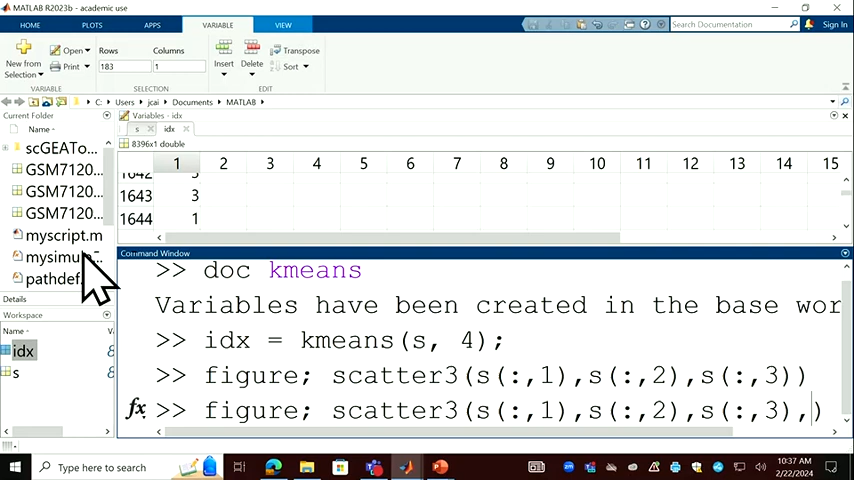 MATLAB R2023b - academic use
HOME PLOTS APPS VARIABLE VIEW
Search Documentation Sign In
New from Selection
Open
Print
Rows Columns
183 1
Insert Delete
Transpose
Sort
VARIABLE SELECTION EDIT
C: Users jcai Documents MATLAB
Current Folder
Name
scGEATo...
GSM7120...
GSM7120...
GSM7120...
myscript.m
pathdef.
Details
Workspace
Name
idx
s
Variables - idx
s idx
8396x1 double
1 2 3 4 5 6 7 8 9 10 11 12 13 14 15
1642 3
1643 3
1644 1
Command Window
>> doc kmeans
Variables have been created in the base wor
>> idx = kmeans(s, 4);
>> figure; scatter3(s(:,1),s(:,2),s(:,3))
fx >> figure; scatter3(s(:,1),s(:,2),s(:,3),)
Type here to search
10:37 AM
2/22/2024